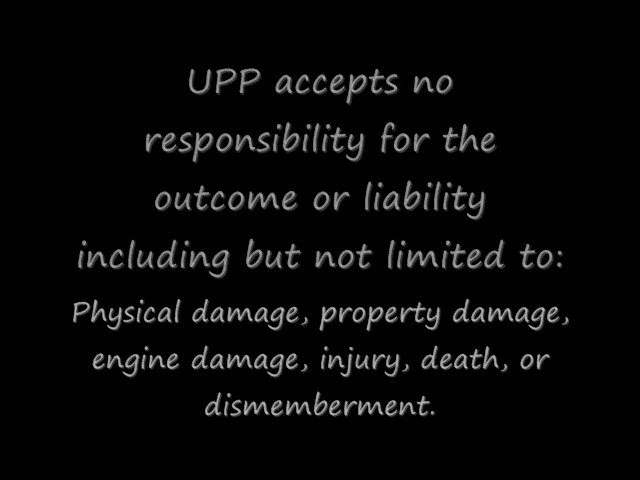 UPP accepts no
responsibility for the
outcome or liability
including but not limited to:
Physical damage, property damage,
engine damage, injury, death, or
dismemberment.